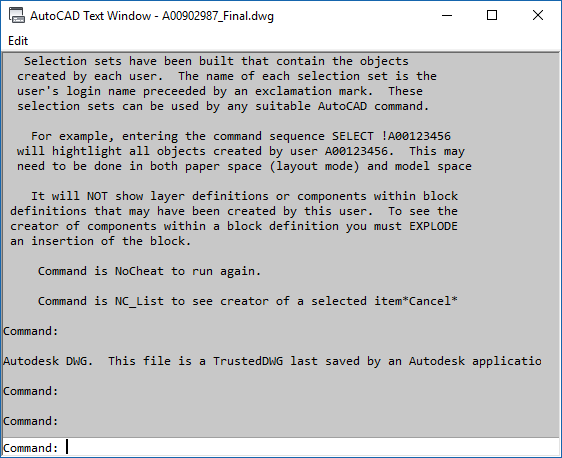 AutoCAD Text Window - A00902987_Final.dwg
Edit
Selection sets have been built that contain the objects
created by each user.  The name of each selection set is the
user's login name preceeded by an exclamation mark.  These
selection sets can be used by any suitable AutoCAD command.
For example, entering the command sequence SELECT !A00123456
will hightlight all objects created by user A00123456.  This may
need to be done in both paper space (layout mode) and model space
It will NOT show layer definitions or components within block
definitions that may have been created by this user.  To see the
creator of components within a block definition you must EXPLODE
an insertion of the block.
Command is NoCheat to run again.
Command is NC_List to see creator of a selected item*Cancel*
Command:
Autodesk DWG.  This file is a TrustedDWG last saved by an Autodesk applicatio
Command:
Command:
Command: